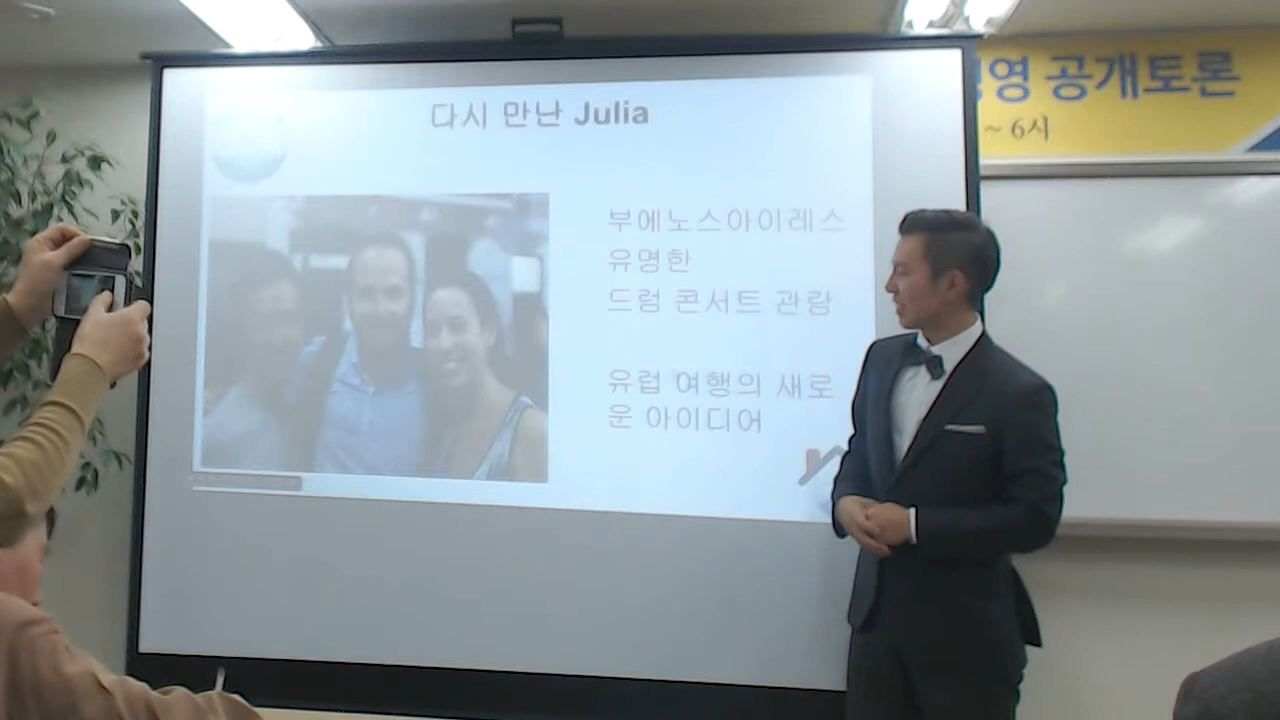 다시 만난 Julia
부에노스아이레스
유명한
드럼 콘서트 관람
유럽 여행의 새로
운 아이디어
영 공개토론
~ 6시